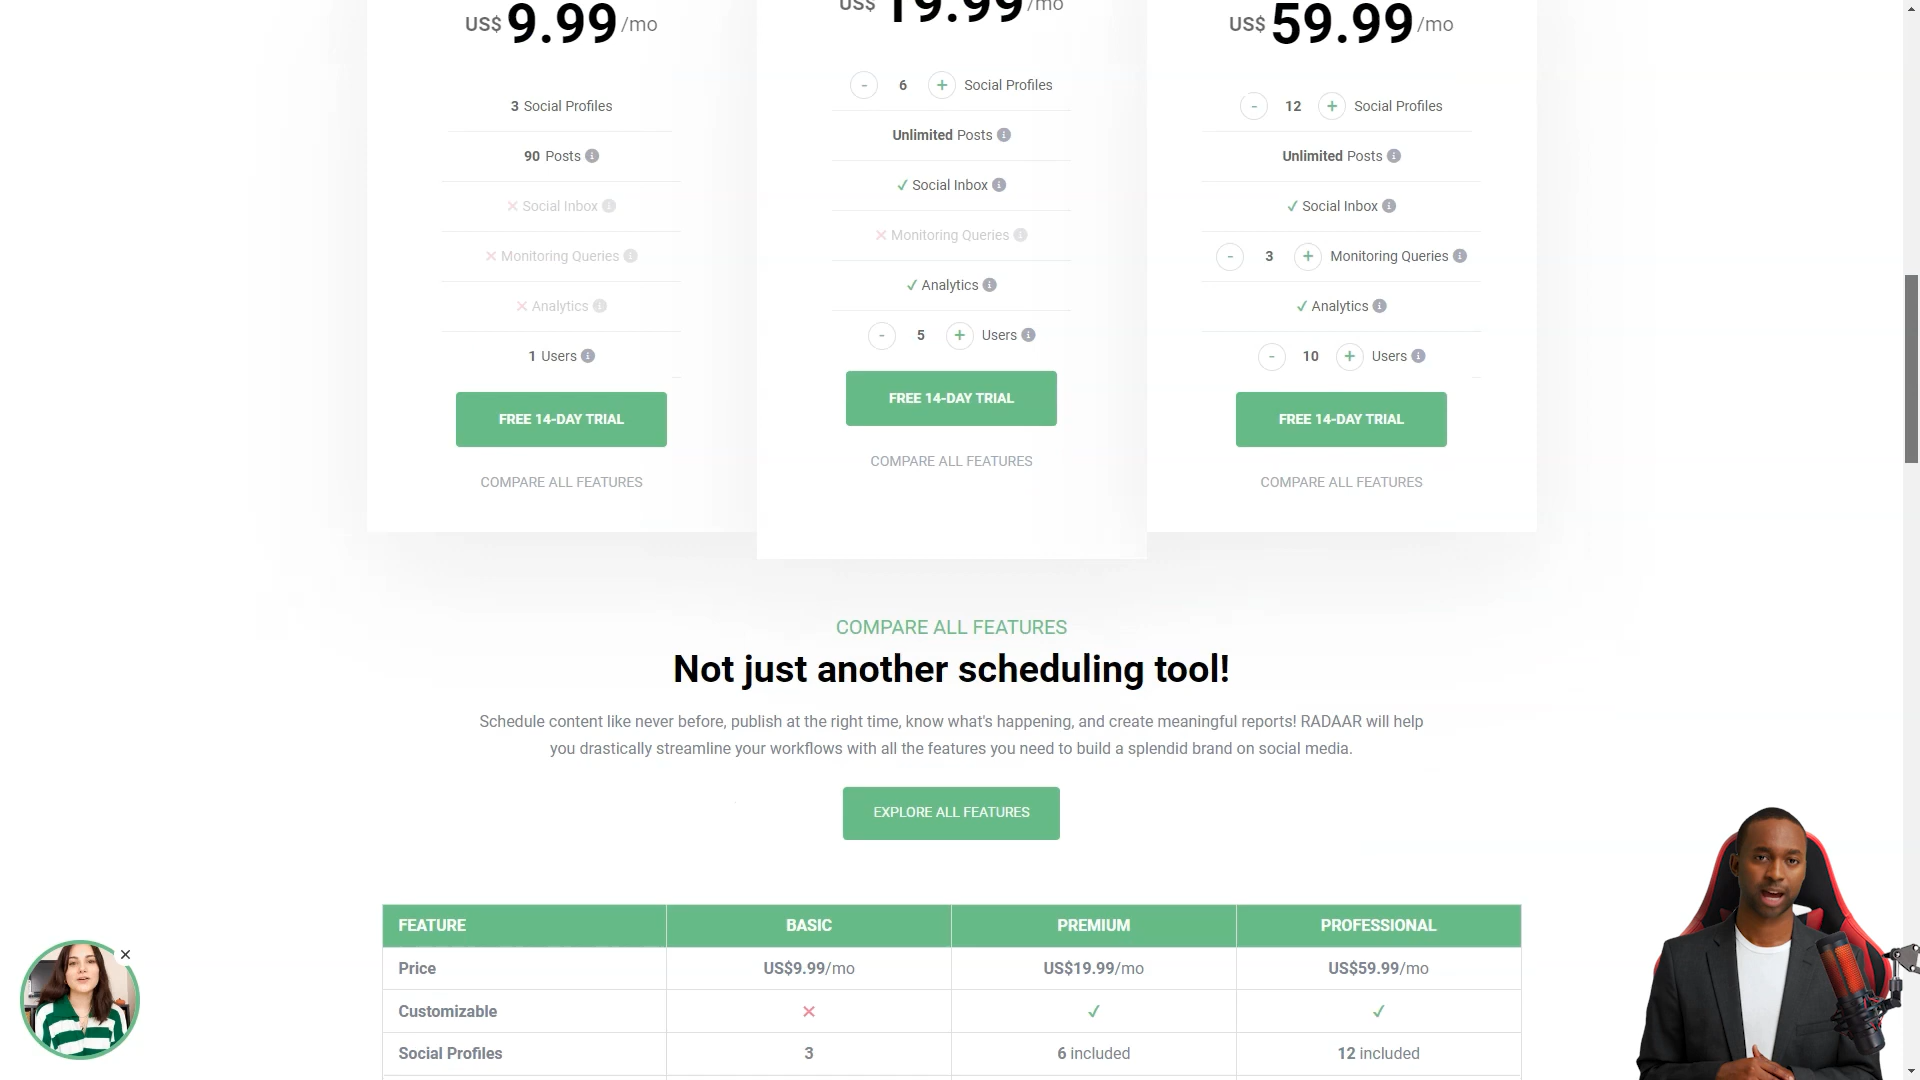 US$ 9.99 /mo
3 Social Profiles
90 Posts
Social Inbox
Monitoring Queries
Analytics
1 Users
FREE 14-DAY TRIAL
COMPARE ALL FEATURES
US$ 19.99 /mo
- 6 + Social Profiles
Unlimited Posts
Social Inbox
Monitoring Queries
Analytics
- 5 + Users
FREE 14-DAY TRIAL
COMPARE ALL FEATURES
US$ 59.99 /mo
- 12 + Social Profiles
Unlimited Posts
Social Inbox
- 3 + Monitoring Queries
Analytics
- 10 + Users
FREE 14-DAY TRIAL
COMPARE ALL FEATURES
COMPARE ALL FEATURES
Not just another scheduling tool!
Schedule content like never before, publish at the right time, know what's happening, and create meaningful reports! RADAAR will help
you drastically streamline your workflows with all the features you need to build a splendid brand on social media.
EXPLORE ALL FEATURES
FEATURE BASIC PREMIUM PROFESSIONAL
Price US$9.99/mo US$19.99/mo US$59.99/mo
Customizable
Social Profiles 3 6 included 12 included